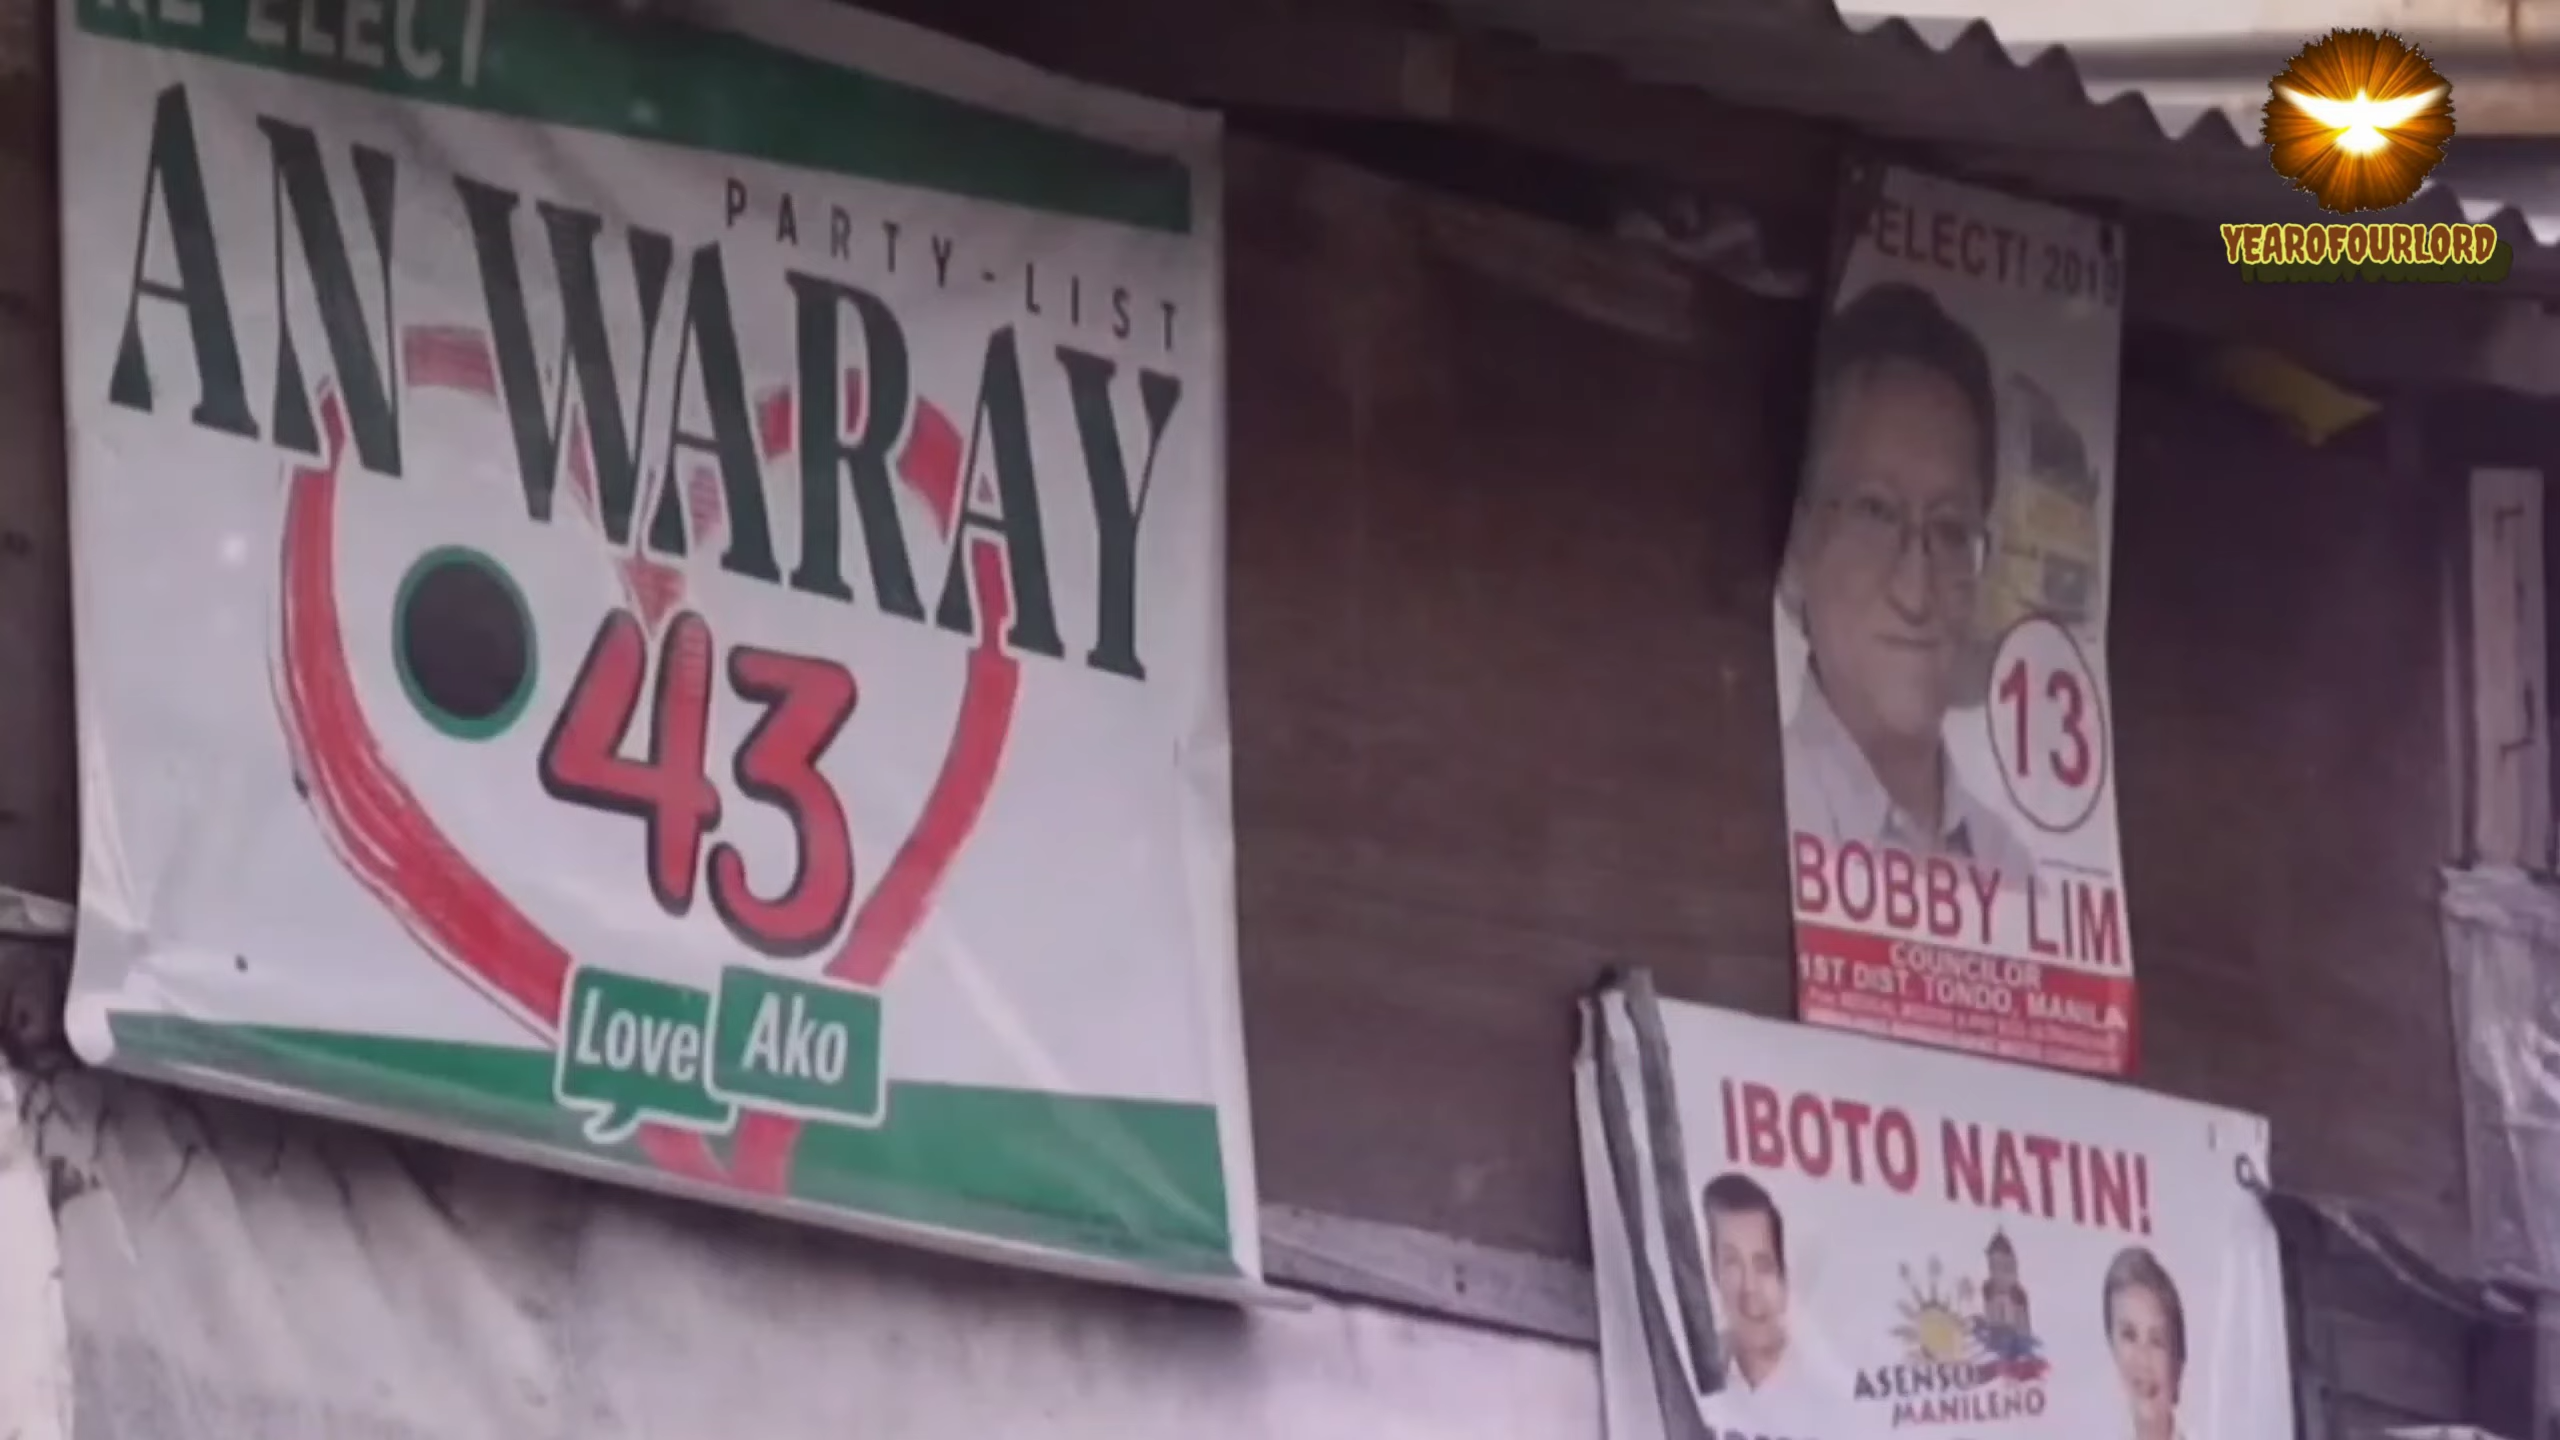 RE-ELECT
PARTY-LIST
AN WARAY
43
Love Ako
ELECT! 2019
13
BOBBY LIM
COUNCILOR
1ST DIST. TONDO, MANILA
IBOTO NATIN!
ASENSO
MANILEÑO
YEAROFOURLORD